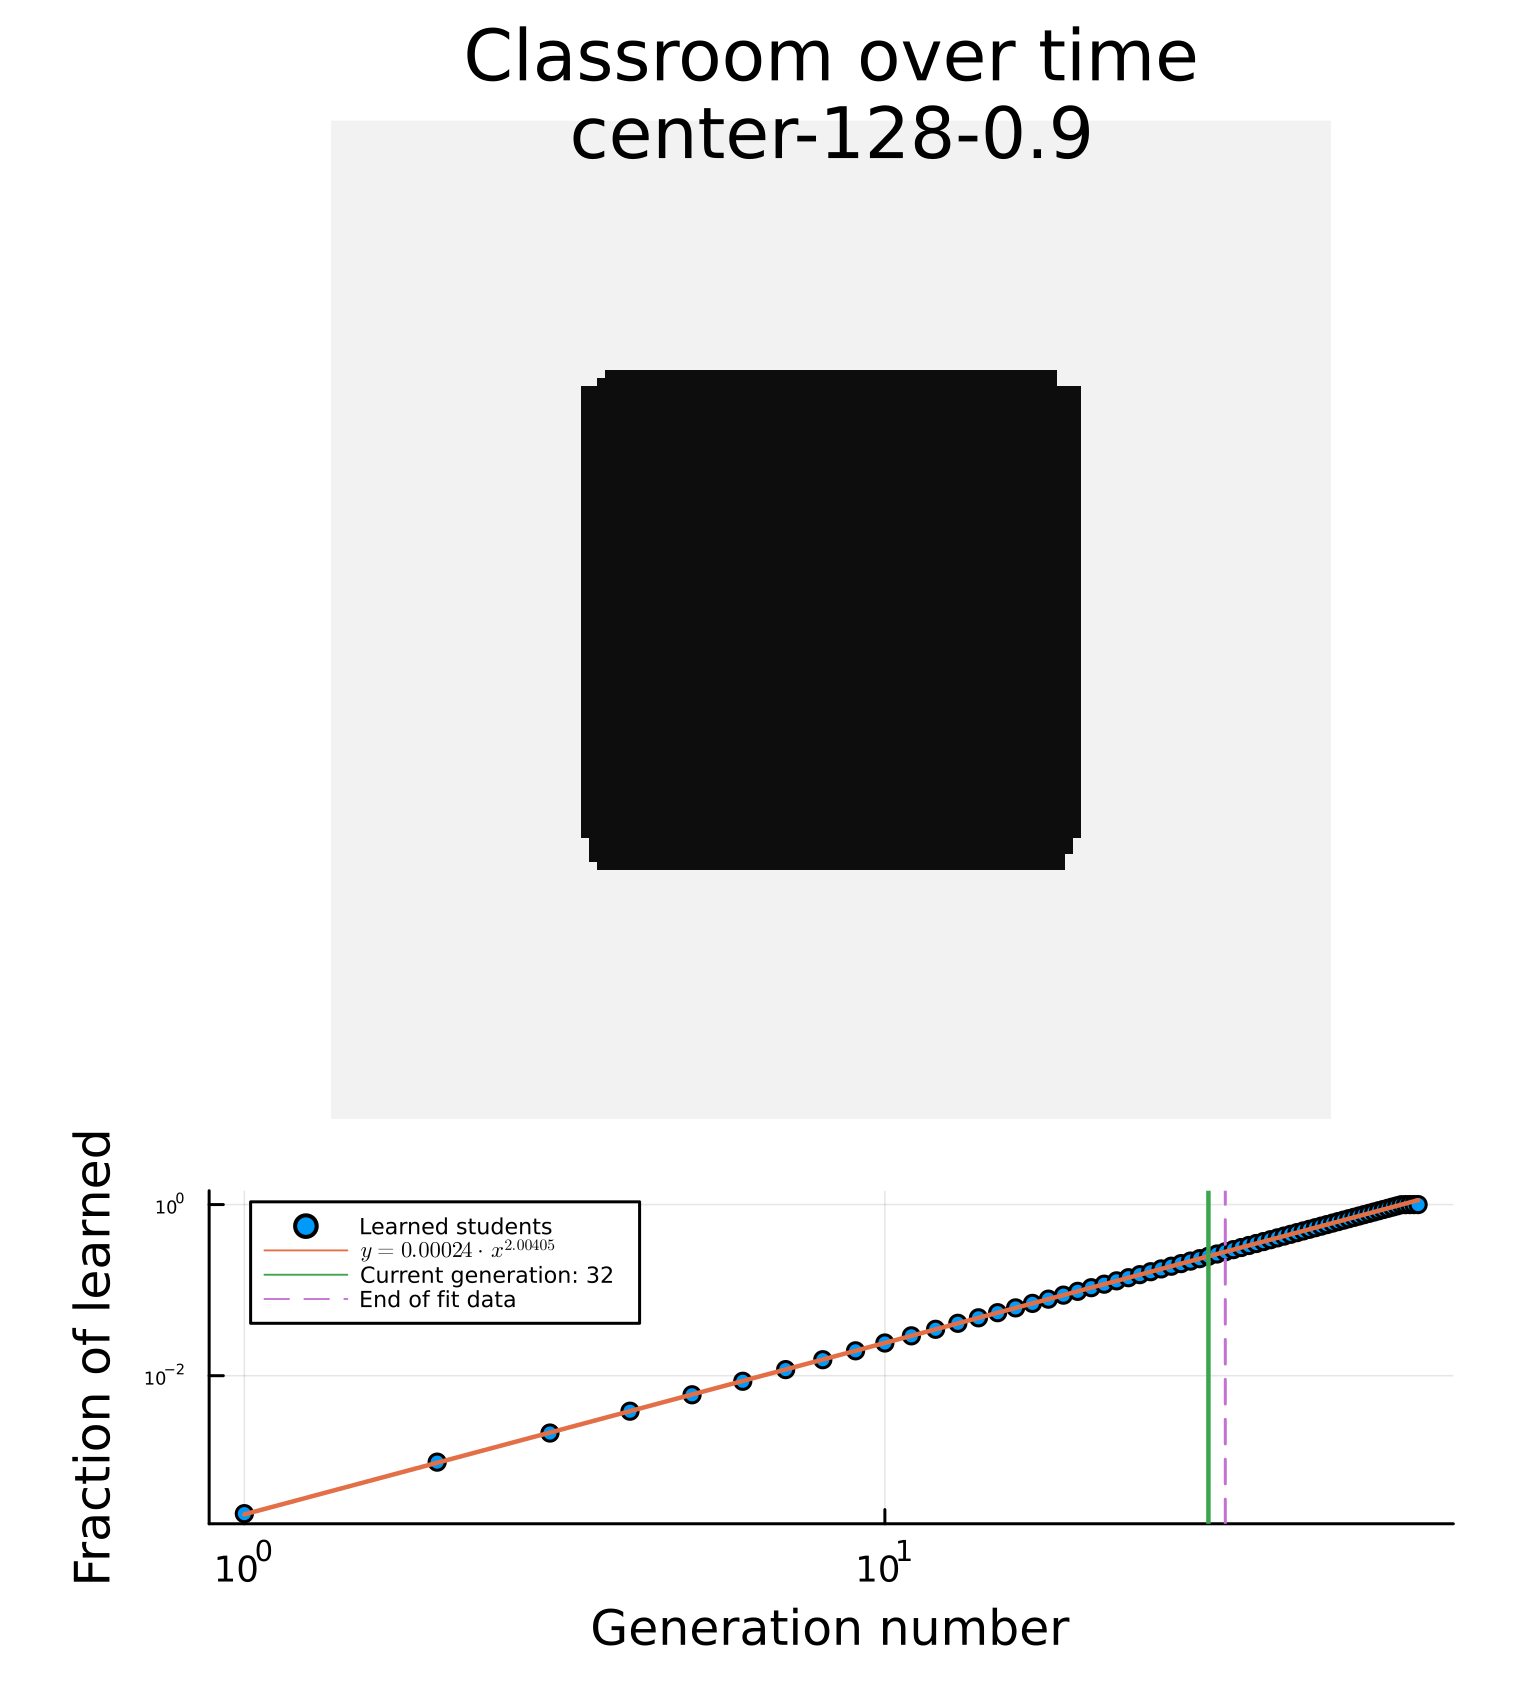 Classroom over time
center-128-0.9
Fraction of learned
10^0
10^{-2}
Learned students
y = 0.00024 · x^{2.00405}
Current generation: 32
End of fit data
10^0
10^1
Generation number